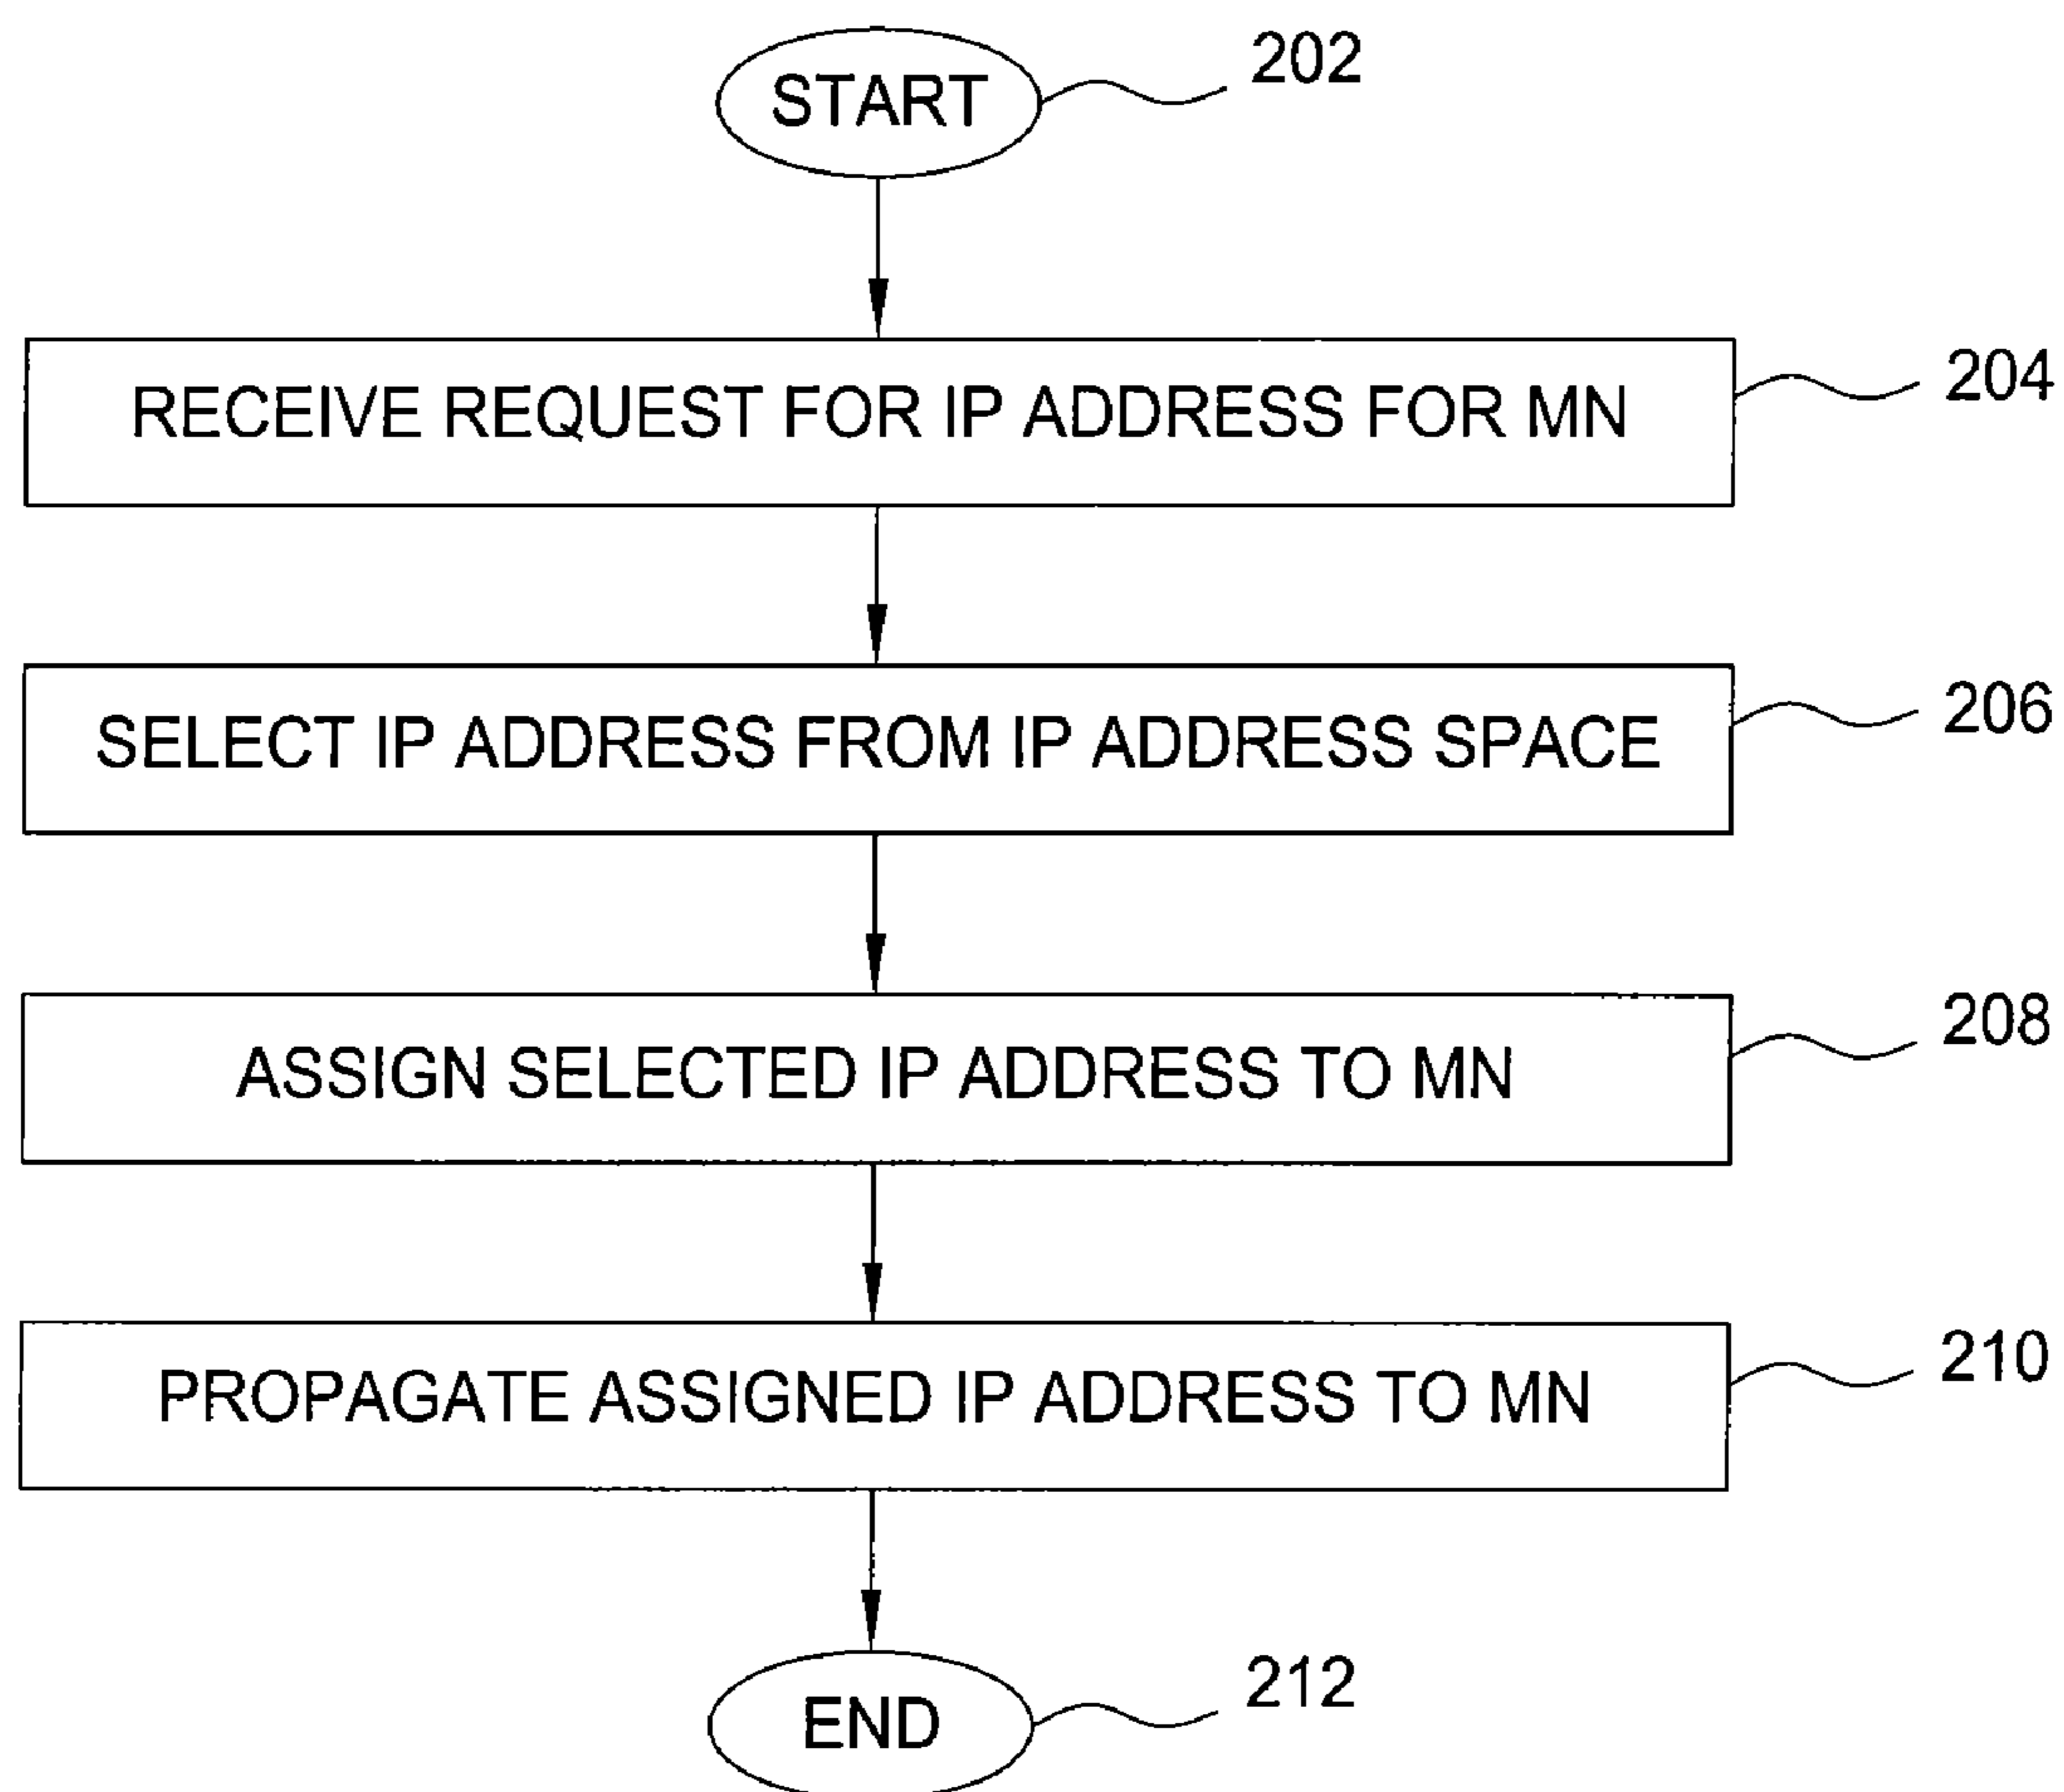 START
202
RECEIVE REQUEST FOR IP ADDRESS FOR MN
204
SELECT IP ADDRESS FROM IP ADDRESS SPACE
206
ASSIGN SELECTED IP ADDRESS TO MN
208
PROPAGATE ASSIGNED IP ADDRESS TO MN
210
END
212